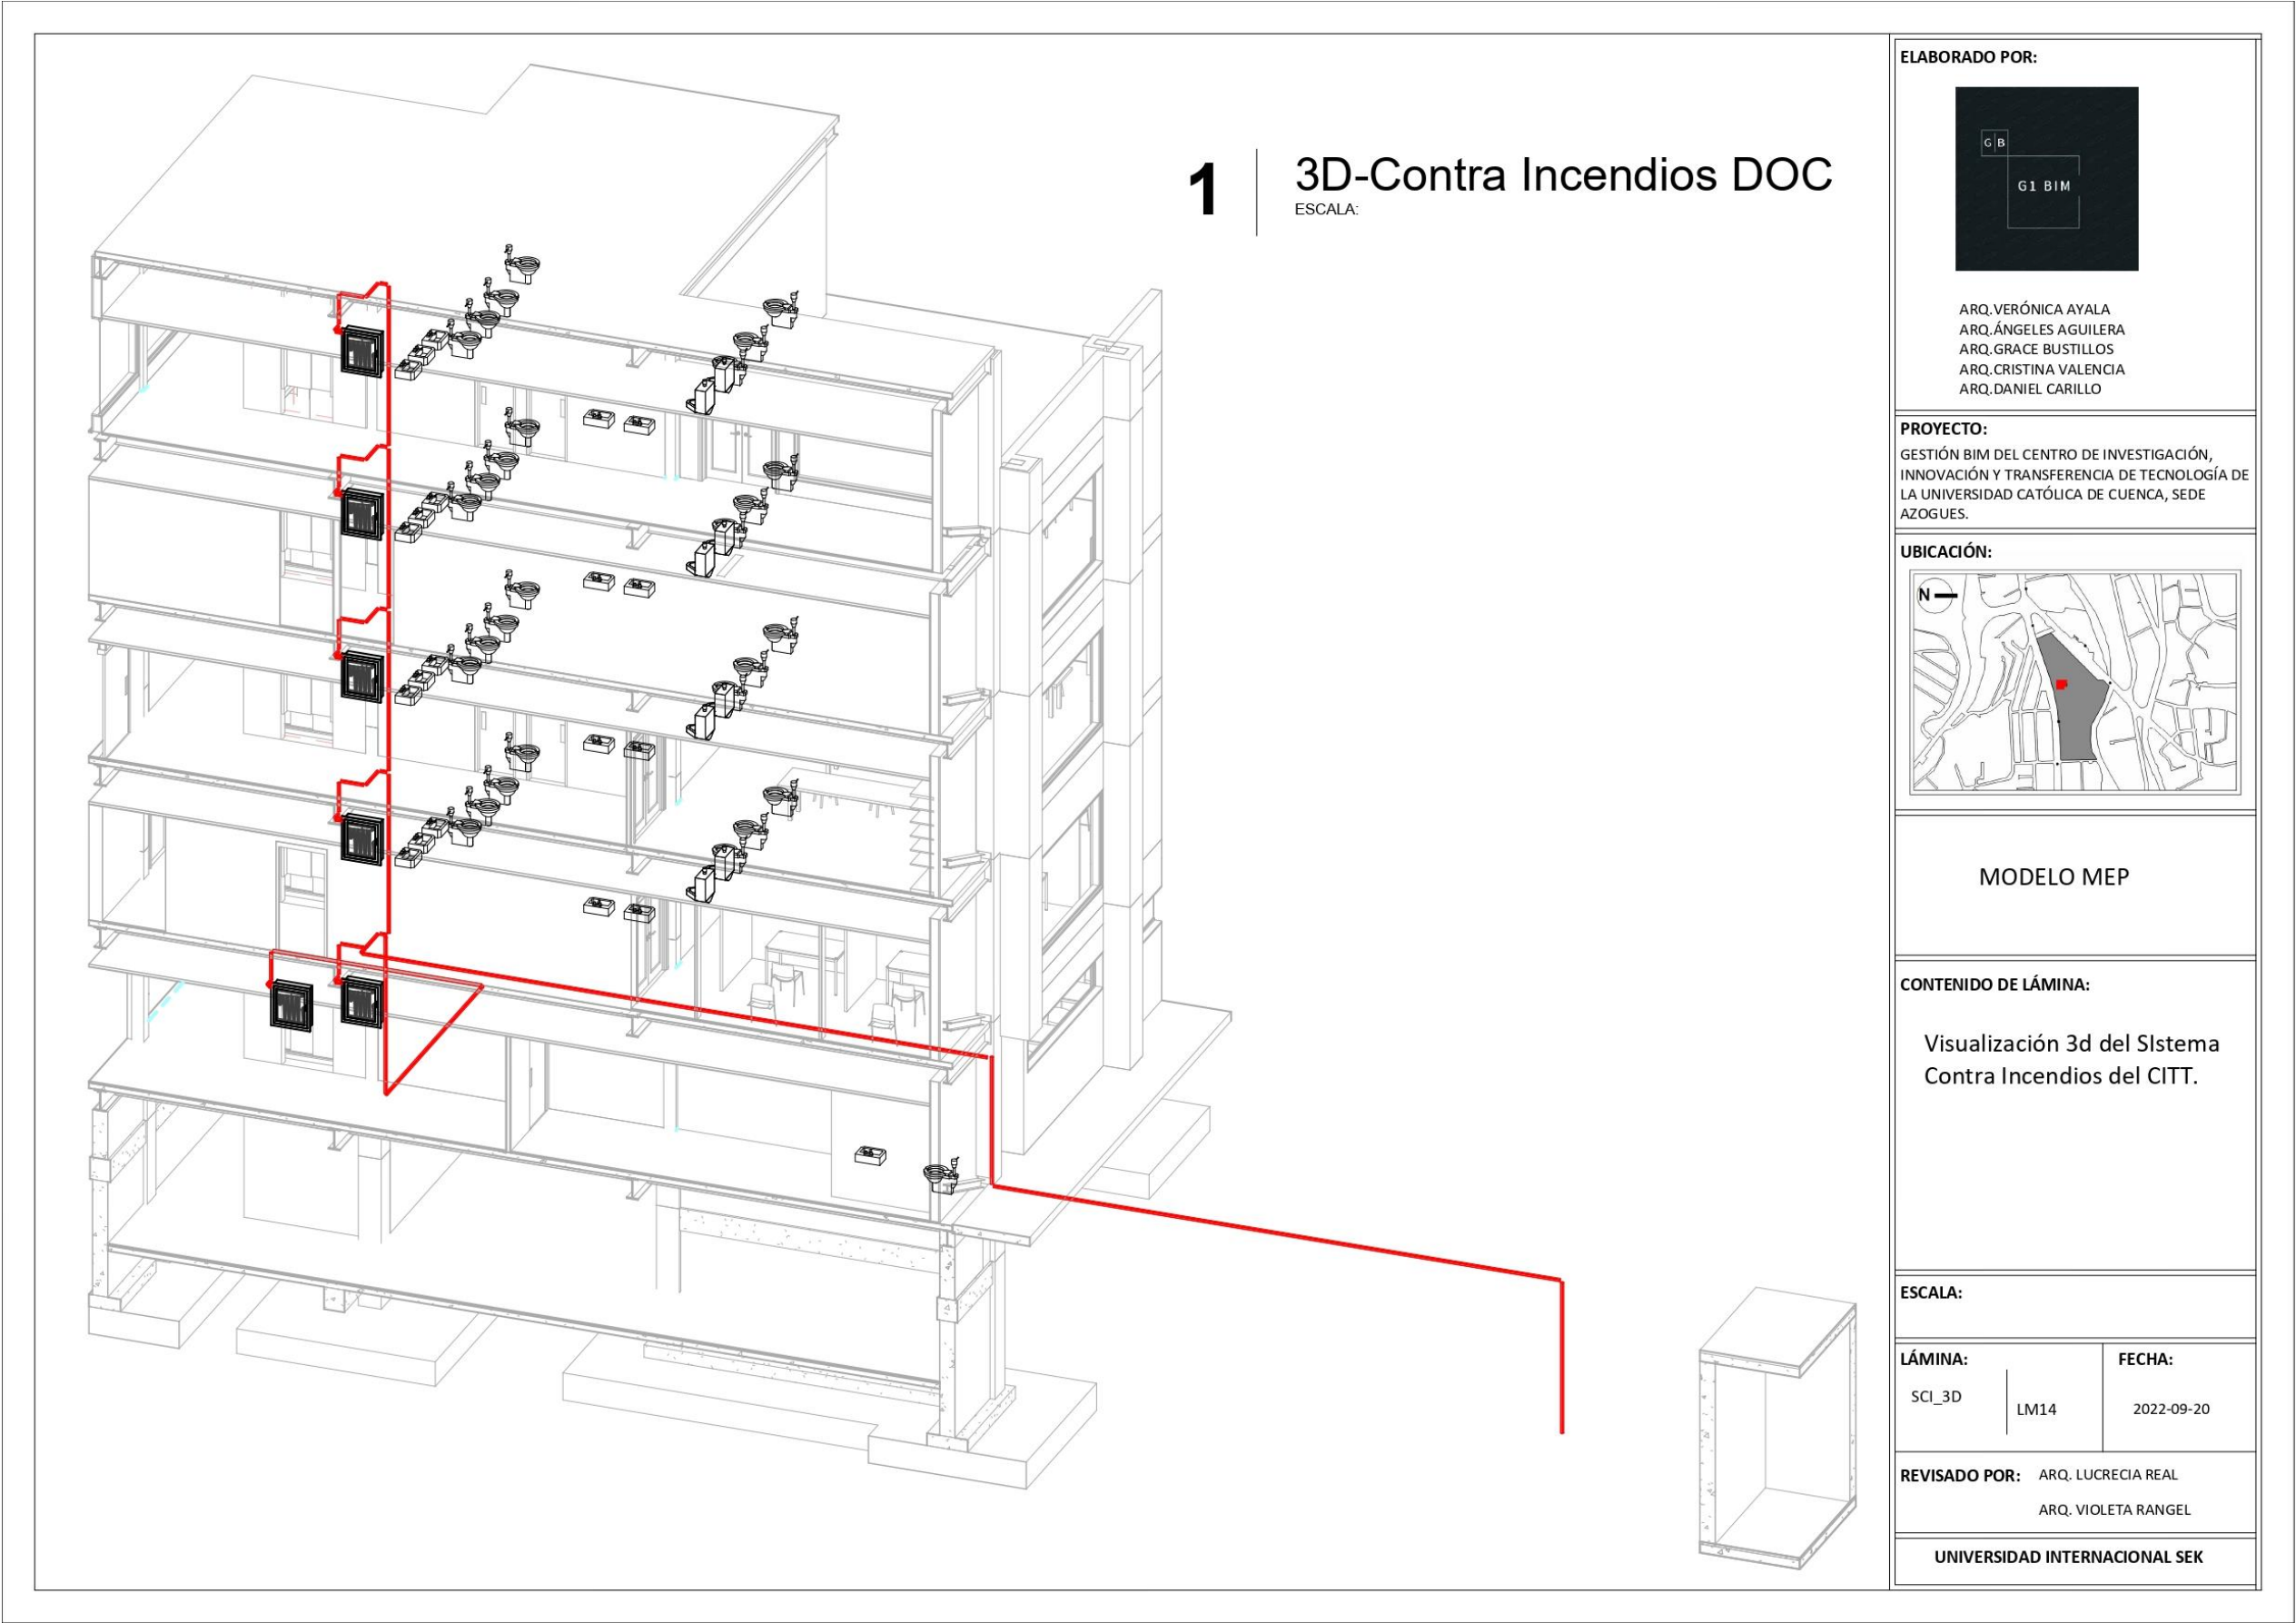 1
3D-Contra Incendios DOC
ESCALA:
ELABORADO POR:
G B
G1 BIM
ARQ.VERÓNICA AYALA
ARQ.ÁNGELES AGUILERA
ARQ.GRACE BUSTILLOS
ARQ.CRISTINA VALENCIA
ARQ.DANIEL CARILLO
PROYECTO:
GESTIÓN BIM DEL CENTRO DE INVESTIGACIÓN,
INNOVACIÓN Y TRANSFERENCIA DE TECNOLOGÍA DE
LA UNIVERSIDAD CATÓLICA DE CUENCA, SEDE
AZOGUES.
UBICACIÓN:
N
MODELO MEP
CONTENIDO DE LÁMINA:
Visualización 3d del SIstema
Contra Incendios del CITT.
ESCALA:
LÁMINA:
SCI_3D
LM14
FECHA:
2022-09-20
REVISADO POR: ARQ. LUCRECIA REAL
ARQ. VIOLETA RANGEL
UNIVERSIDAD INTERNACIONAL SEK